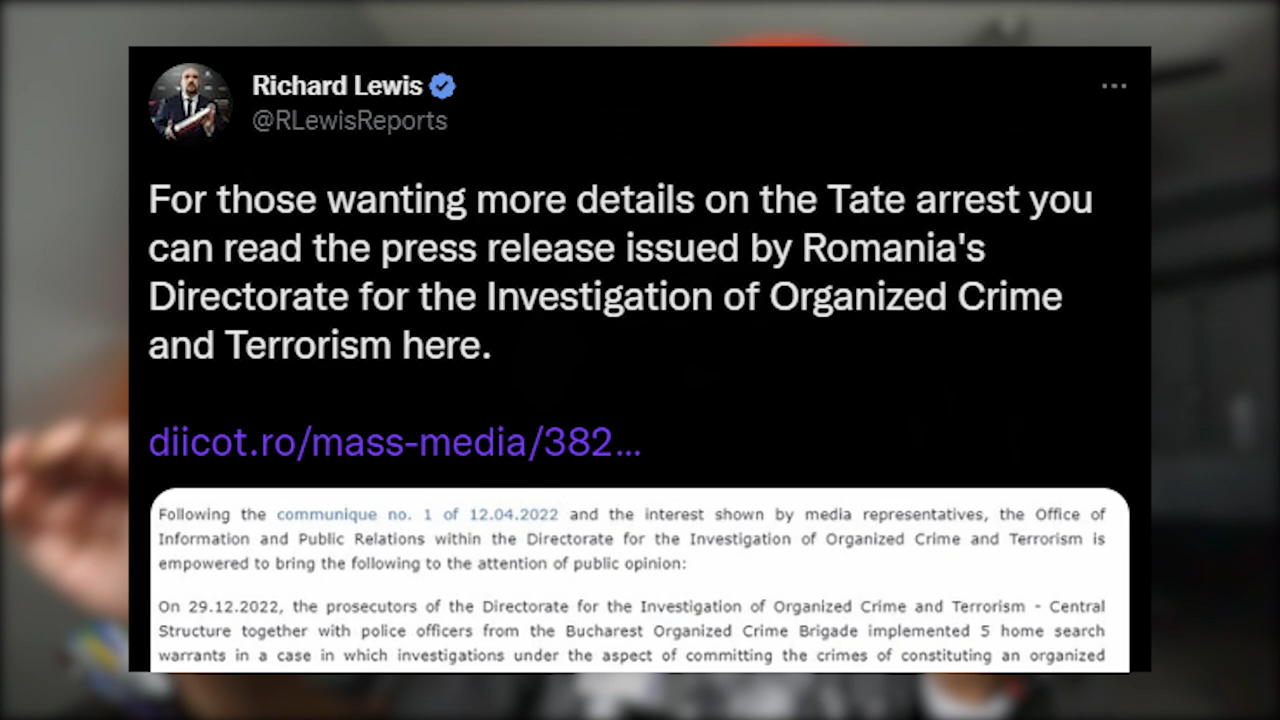 Richard Lewis
@RLewisReports
For those wanting more details on the Tate arrest you
can read the press release issued by Romania's
Directorate for the Investigation of Organized Crime
and Terrorism here.
diicot.ro/mass-media/382...
Following the communique no. 1 of 12.04.2022 and the interest shown by media representatives, the Office of
Information and Public Relations within the Directorate for the Investigation of Organized Crime and Terrorism is
empowered to bring the following to the attention of public opinion:
On 29.12.2022, the prosecutors of the Directorate for the Investigation of Organized Crime and Terrorism - Central
Structure together with police officers from the Bucharest Organized Crime Brigade implemented 5 home search
warrants in a case in which investigations under the aspect of committing the crimes of constituting an organized